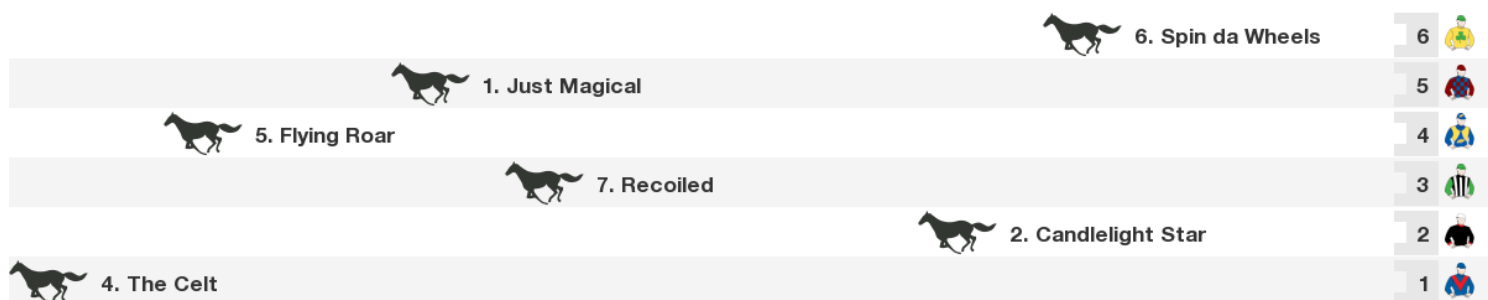 6. Spin da Wheels 6
1. Just Magical 5
5. Flying Roar 4
7. Recoiled 3
2. Candlelight Star 2
4. The Celt 1